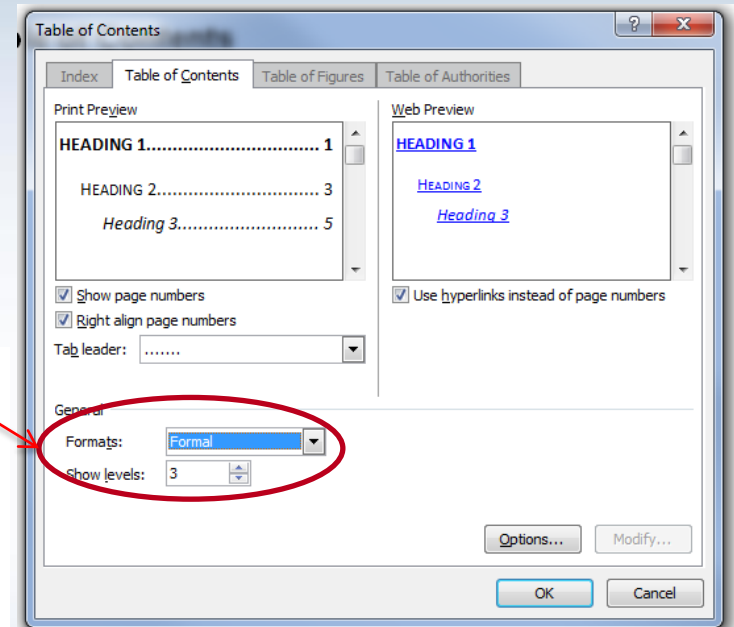 Table of Contents
Index Table of Contents Table of Figures Table of Authorities
Print Preview
HEADING 1................................ 1
HEADING 2............................ 3
Heading 3.......................... 5
Show page numbers
Right align page numbers
Tab leader: .......
Web Preview
HEADING 1
HEADING 2
Heading 3
Use hyperlinks instead of page numbers
General
Formats: Formal
Show levels: 3
Options... Modify...
OK Cancel